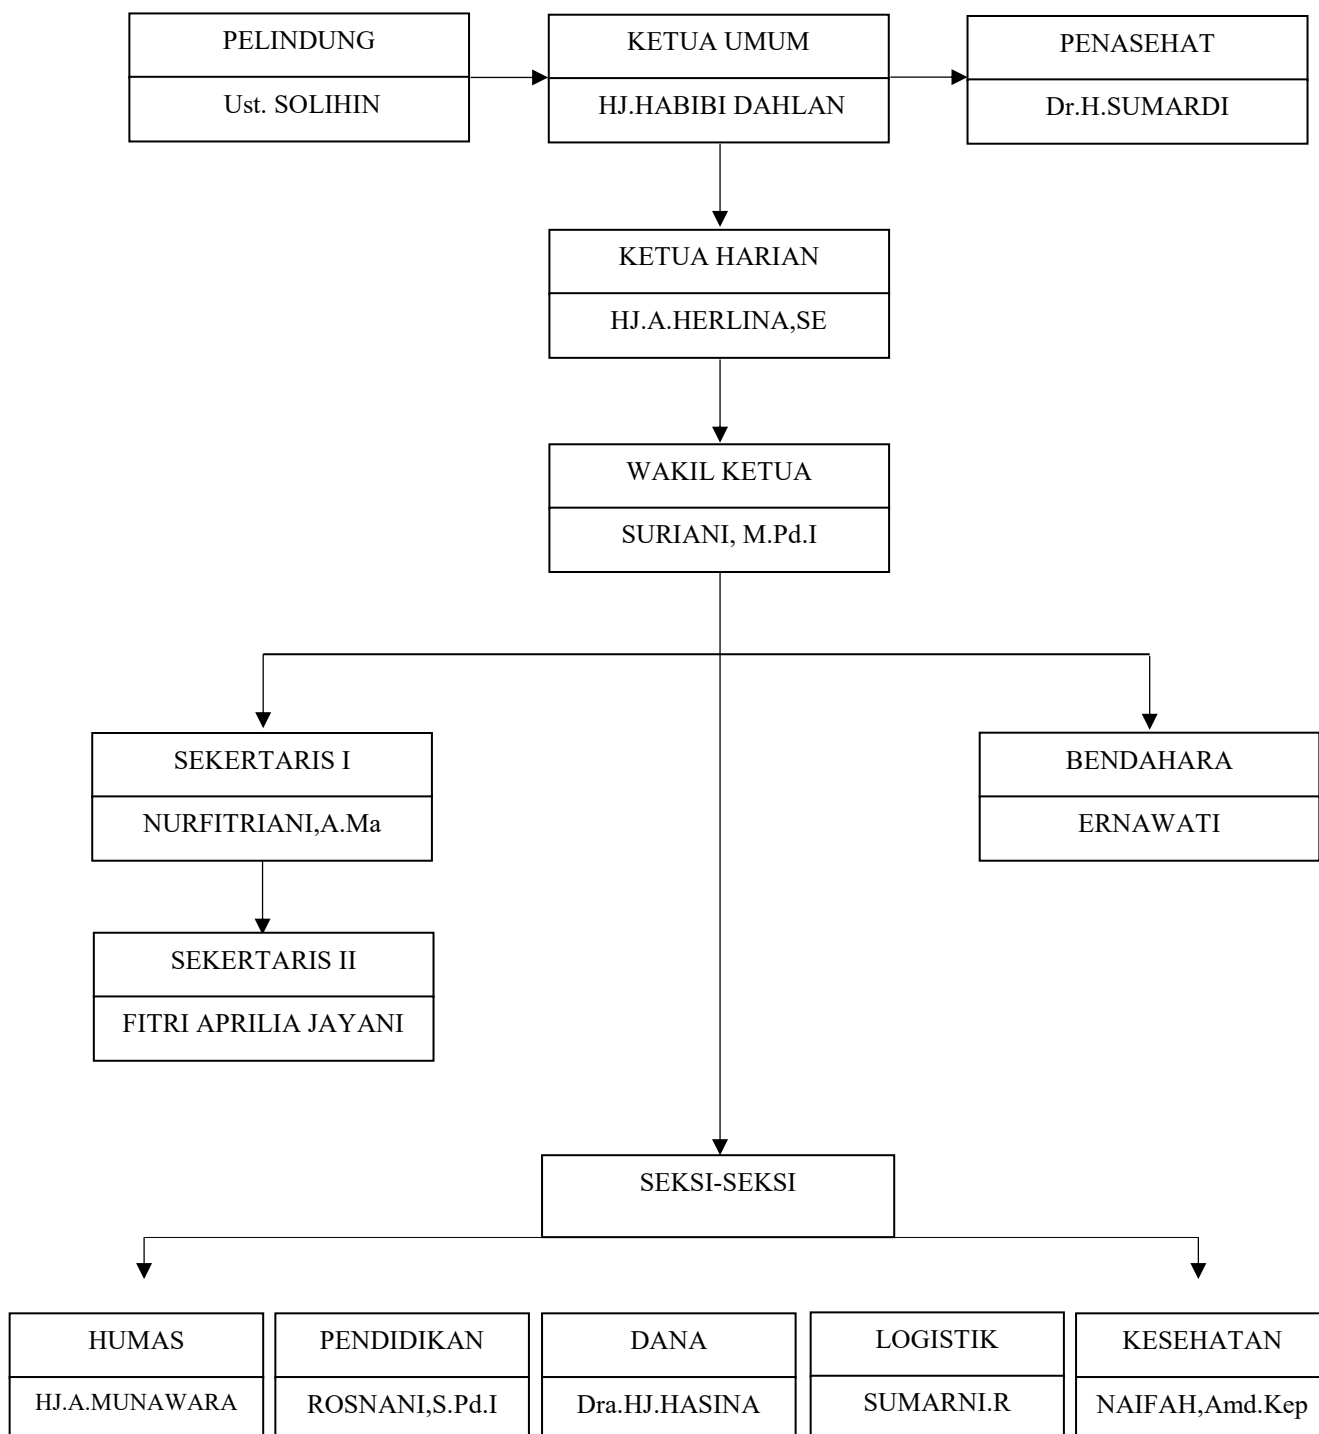 PELINDUNG
Ust. SOLIHIN
KETUA UMUM
HJ.HABIBI DAHLAN
PENASEHAT
Dr.H.SUMARDI
KETUA HARIAN
HJ.A.HERLINA,SE
WAKIL KETUA
SURIANI, M.Pd.I
SEKERTARIS I
NURFITRIANI,A.Ma
BENDAHARA
ERNAWATI
SEKERTARIS II
FITRI APRILIA JAYANI
SEKSI-SEKSI
HUMAS
HJ.A.MUNAWARA
PENDIDIKAN
ROSNANI,S.Pd.I
DANA
Dra.HJ.HASINA
LOGISTIK
SUMARNI.R
KESEHATAN
NAIFAH,Amd.Kep